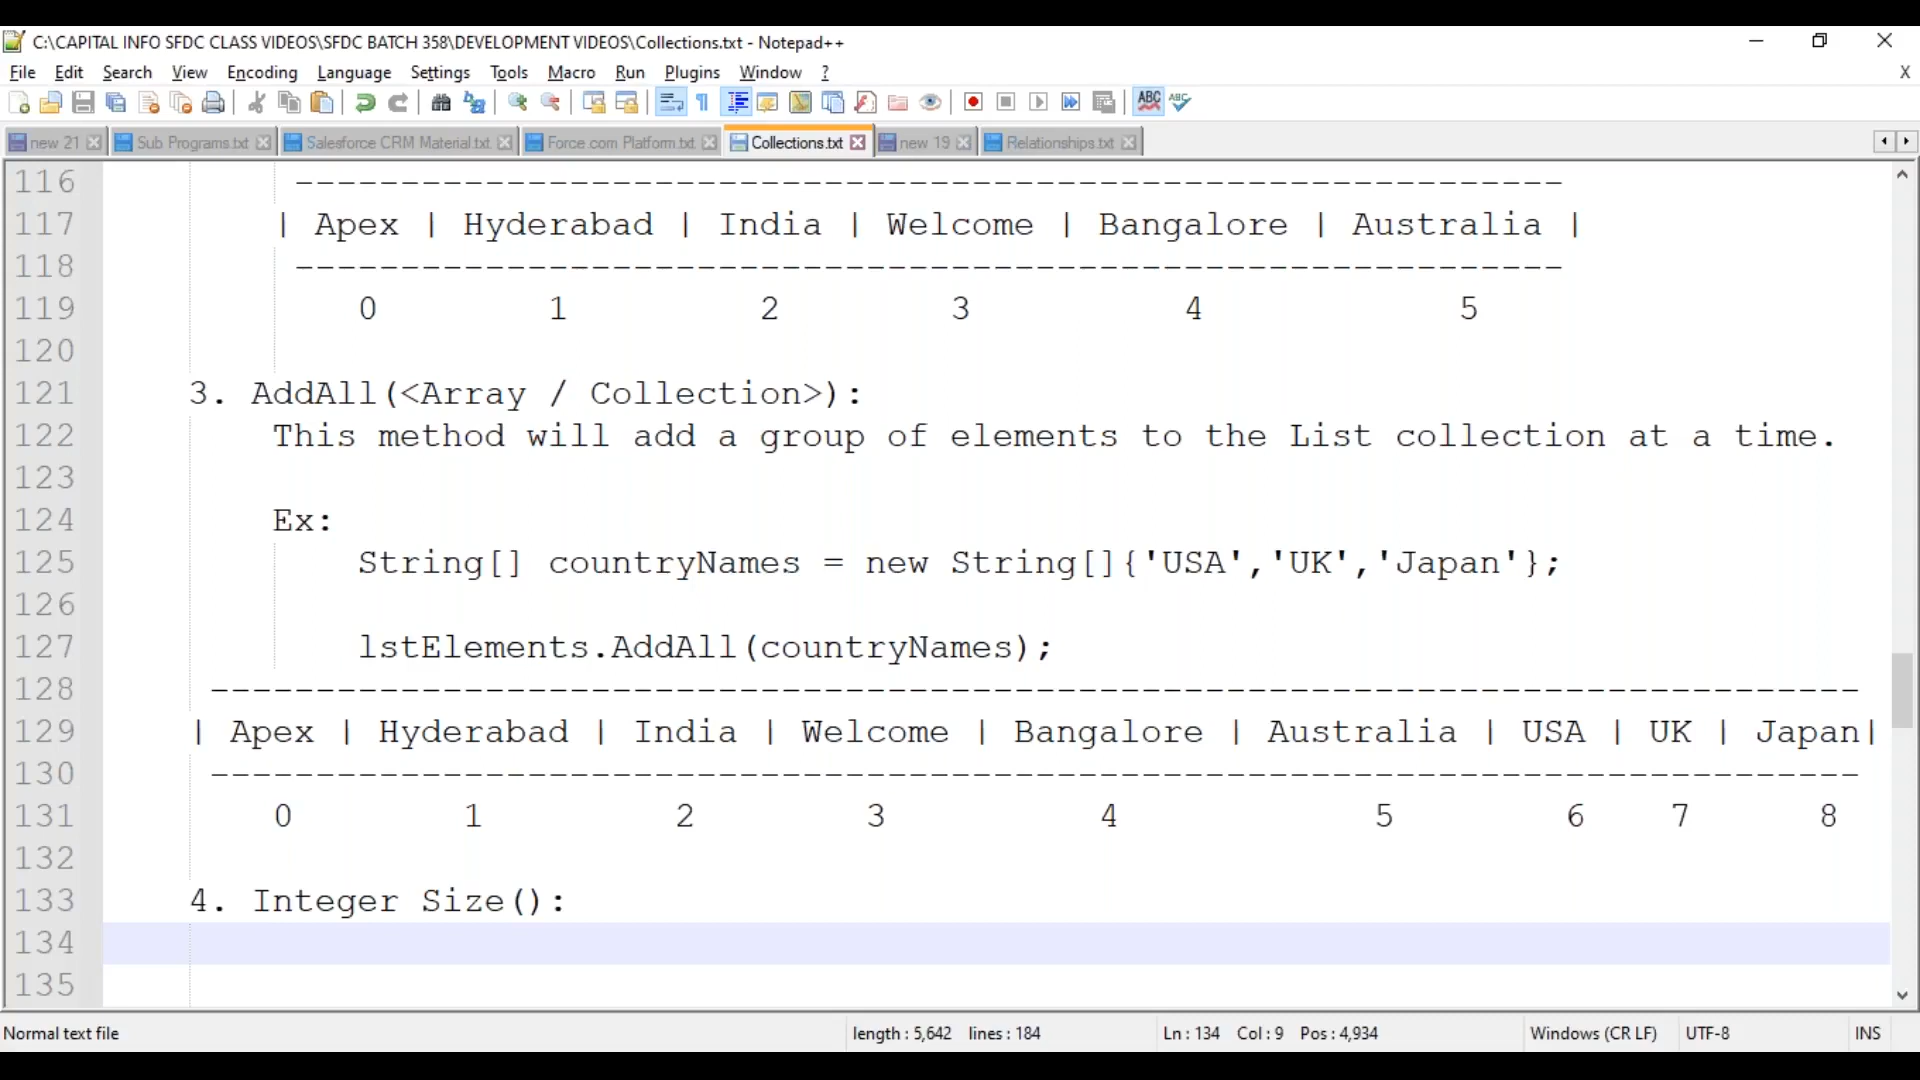 C:\CAPITAL INFO SFDC CLASS VIDEOS\SFDC BATCH 358\DEVELOPMENT VIDEOS\Collections.txt - Notepad++
File Edit Search View Encoding Language Settings Tools Macro Run Plugins Window ? X
new 21 Sub Programs.txt Salesforce CRM Material.txt Force.com Platform.txt Collections.txt new 19 Relationships.txt
116 ------------------------------------------------------------
117 | Apex | Hyderabad | India | Welcome | Bangalore | Australia |
118 ------------------------------------------------------------
119 0 1 2 3 4 5
120
121 3. AddAll(<Array / Collection>):
122 This method will add a group of elements to the List collection at a time.
123
124 Ex:
125 String[] countryNames = new String[]{'USA','UK','Japan'};
126
127 lstElements.AddAll(countryNames);
128 ------------------------------------------------------------------------------
129 | Apex | Hyderabad | India | Welcome | Bangalore | Australia | USA | UK | Japan|
130 ------------------------------------------------------------------------------
131 0 1 2 3 4 5 6 7 8
132
133 4. Integer Size():
134
135
Normal text file length : 5,642 lines : 184 Ln : 134 Col : 9 Pos : 4,934 Windows (CR LF) UTF-8 INS